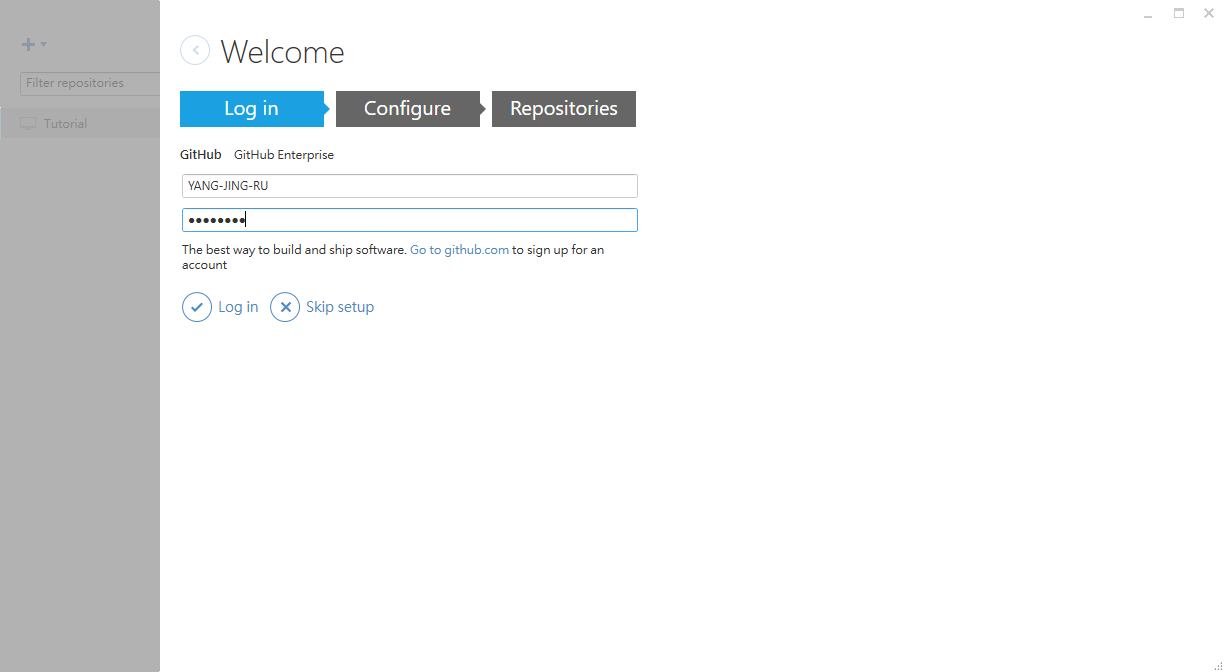 Welcome
Filter repositories
Tutorial
Log in Configure Repositories
GitHub GitHub Enterprise
YANG-JING-RU
●●●●●●●●
The best way to build and ship software. Go to github.com to sign up for an
account
Log in Skip setup